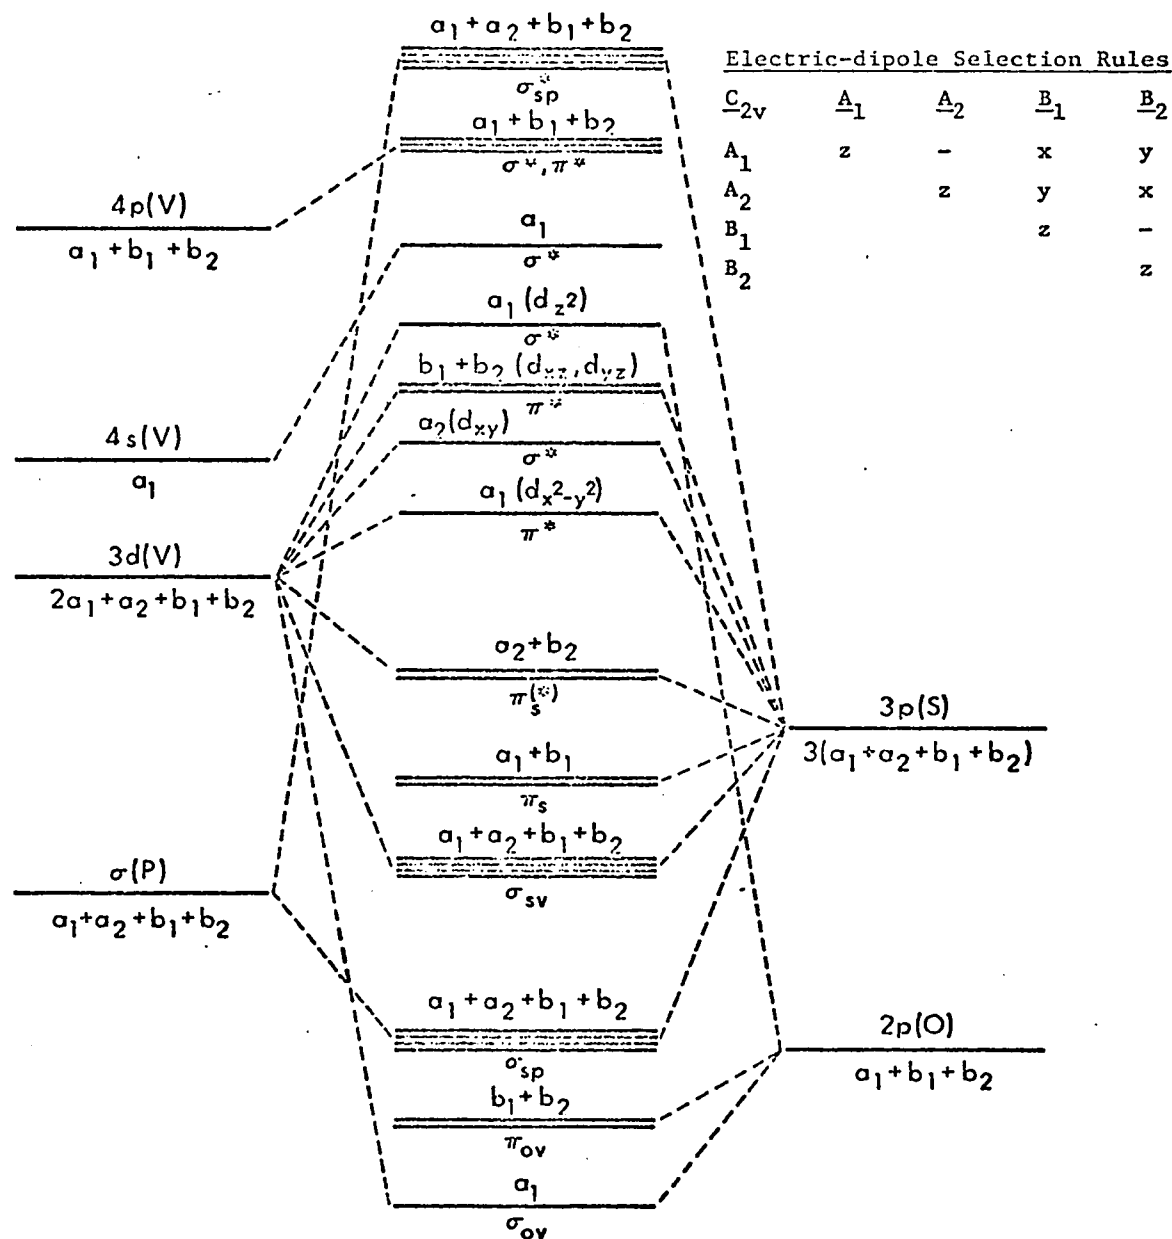 a₁ + a₂ + b₁ + b₂
σ*sp
a₁ + b₁ + b₂
σ*, π*
a₁
σ*
a₁ (d z²)
σ*
b₁ + b₂ (dxz, dyz)
π*
a₂(dxy)
σ*
a₁ (dx²-y²)
π*
a₂ + b₂
πs(*)
a₁ + b₁
πs
a₁ + a₂ + b₁ + b₂
σsv
a₁ + a₂ + b₁ + b₂
σsp
b₁ + b₂
πov
a₁
σov
4p(V)
a₁ + b₁ + b₂
4s(V)
a₁
3d(V)
2a₁ + a₂ + b₁ + b₂
σ(P)
a₁+a₂ + b₁ + b₂
3p(S)
3(a₁ + a₂ + b₁ + b₂)
2p(O)
a₁ + b₁ + b₂
Electric-dipole Selection Rules
C₂v A₁ A₂ B₁ B₂
A₁ z - x y
A₂ z y x
B₁ z -
B₂ z